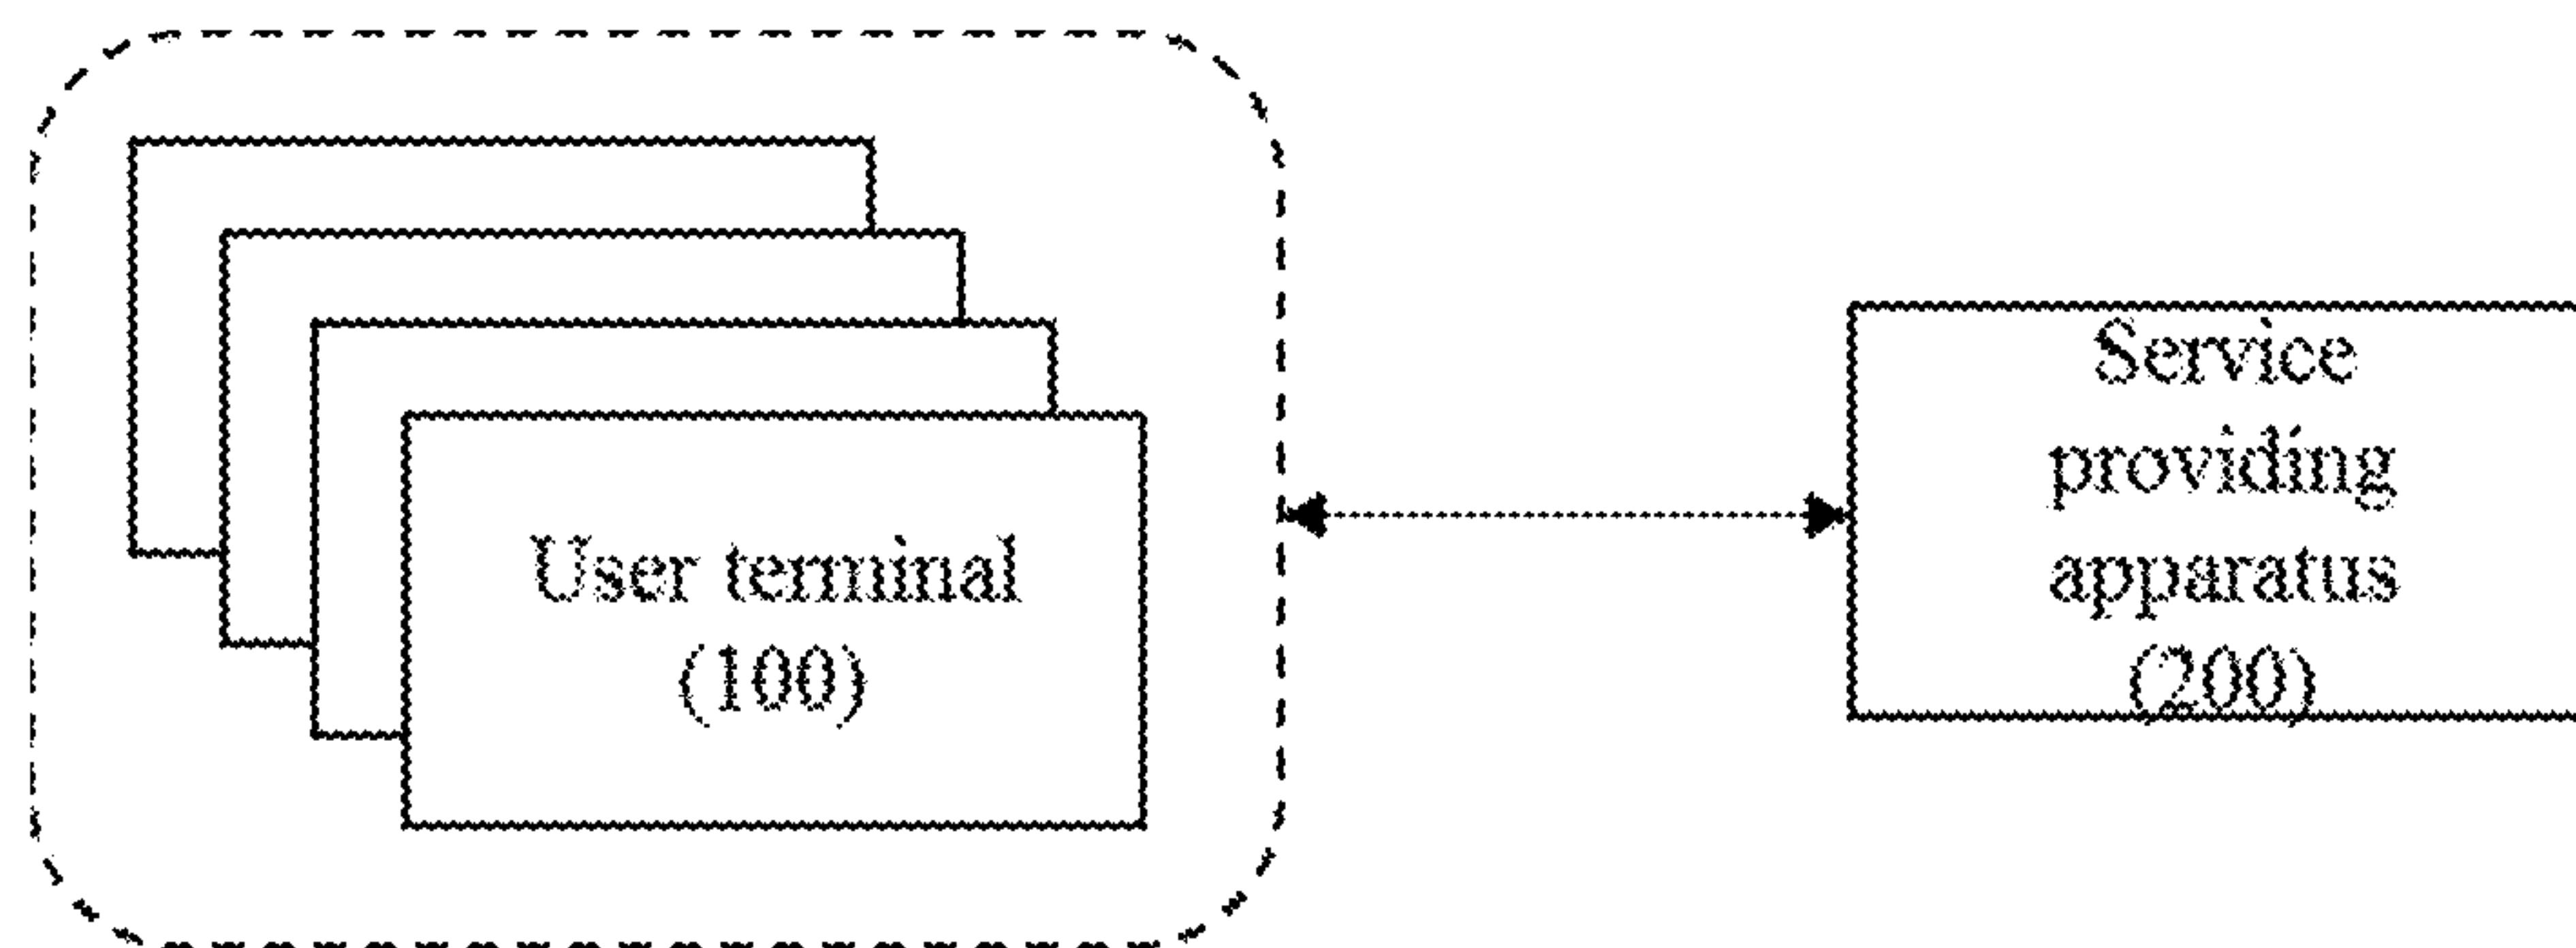 User terminal
(100)
Service
providing
apparatus
(200)